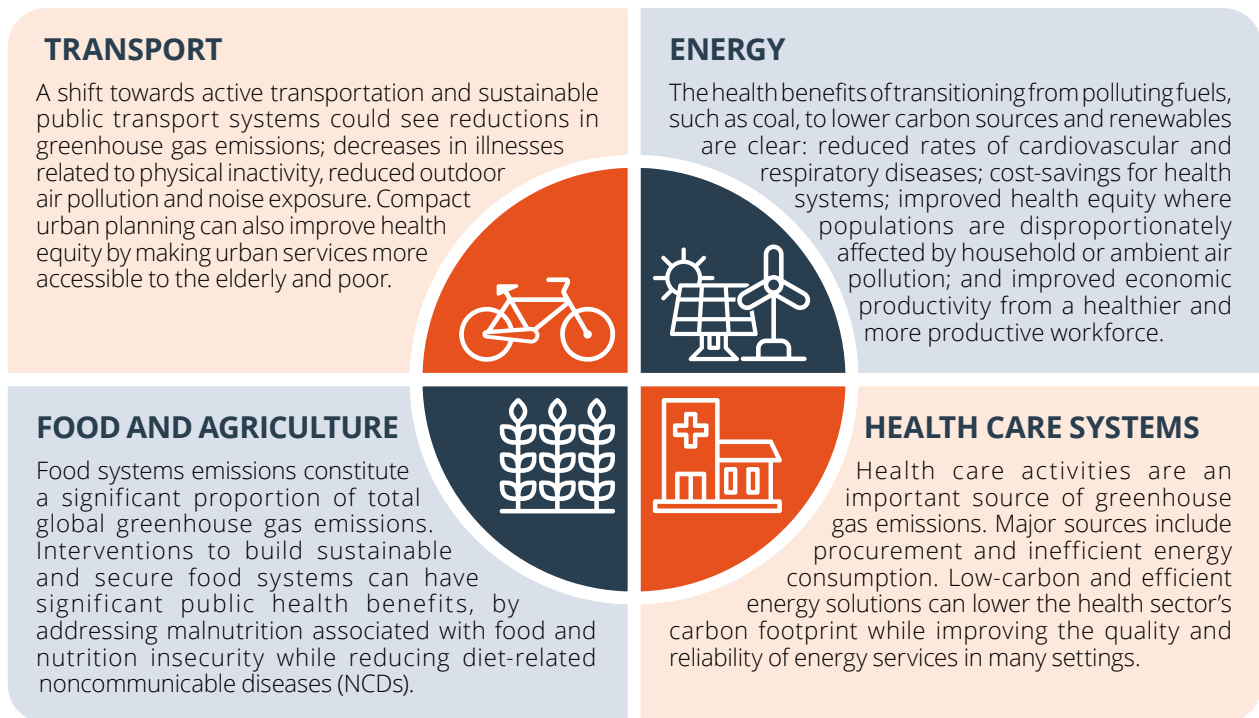 TRANSPORT
A shift towards active transportation and sustainable
public transport systems could see reductions in
greenhouse gas emissions; decreases in illnesses
related to physical inactivity, reduced outdoor
air pollution and noise exposure. Compact
urban planning can also improve health
equity by making urban services more
accessible to the elderly and poor.
ENERGY
The health benefits of transitioning from polluting fuels,
such as coal, to lower carbon sources and renewables
are clear: reduced rates of cardiovascular and
respiratory diseases; cost-savings for health
systems; improved health equity where
populations are disproportionately
affected by household or ambient air
pollution; and improved economic
productivity from a healthier and
more productive workforce.
FOOD AND AGRICULTURE
Food systems emissions constitute
a significant proportion of total
global greenhouse gas emissions.
Interventions to build sustainable
and secure food systems can have
significant public health benefits, by
addressing malnutrition associated with food and
nutrition insecurity while reducing diet-related
noncommunicable diseases (NCDs).
HEALTH CARE SYSTEMS
Health care activities are an
important source of greenhouse
gas emissions. Major sources include
procurement and inefficient energy
consumption. Low-carbon and efficient
energy solutions can lower the health sector's
carbon footprint while improving the quality and
reliability of energy services in many settings.